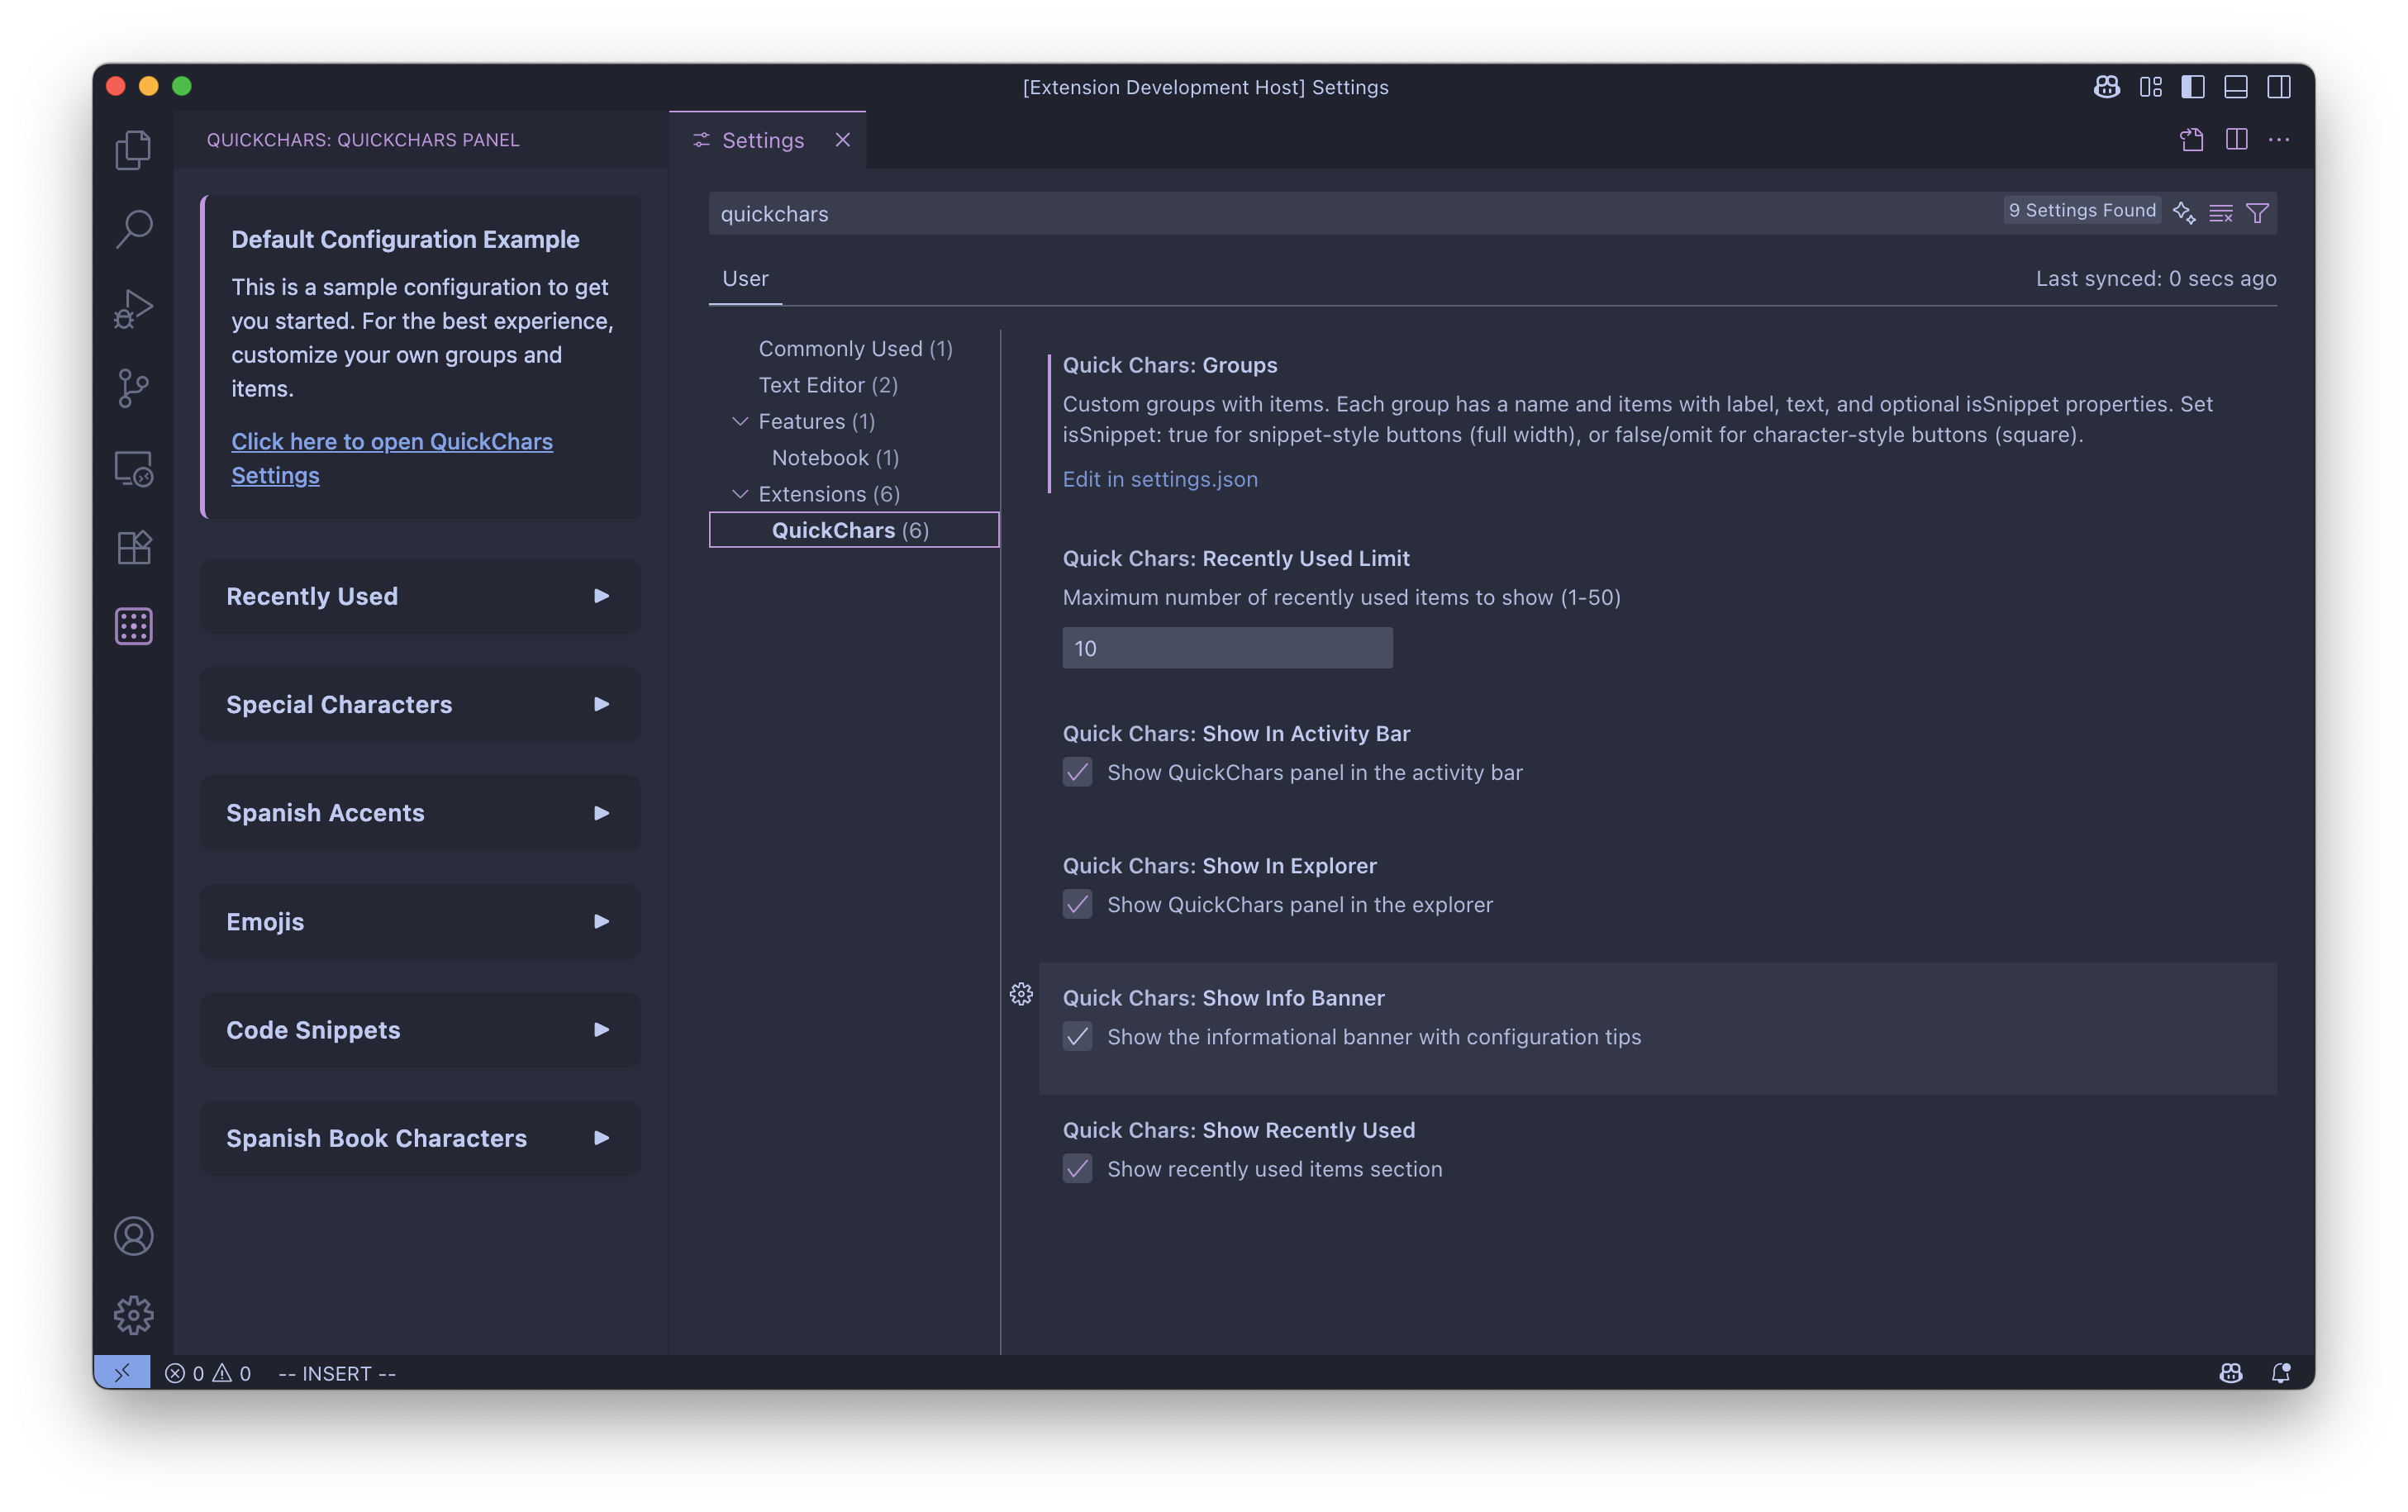 [Extension Development Host] Settings
QUICKCHARS: QUICKCHARS PANEL
Default Configuration Example
This is a sample configuration to get
you started. For the best experience,
customize your own groups and
items.
Click here to open QuickChars
Settings
Recently Used
Special Characters
Spanish Accents
Emojis
Code Snippets
Spanish Book Characters
Settings
quickchars
9 Settings Found
User
Last synced: 0 secs ago
Commonly Used (1)
Text Editor (2)
Features (1)
Notebook (1)
Extensions (6)
QuickChars (6)
Quick Chars: Groups
Custom groups with items. Each group has a name and items with label, text, and optional isSnippet properties. Set
isSnippet: true for snippet-style buttons (full width), or false/omit for character-style buttons (square).
Edit in settings.json
Quick Chars: Recently Used Limit
Maximum number of recently used items to show (1-50)
10
Quick Chars: Show In Activity Bar
Show QuickChars panel in the activity bar
Quick Chars: Show In Explorer
Show QuickChars panel in the explorer
Quick Chars: Show Info Banner
Show the informational banner with configuration tips
Quick Chars: Show Recently Used
Show recently used items section
0 0 -- INSERT --